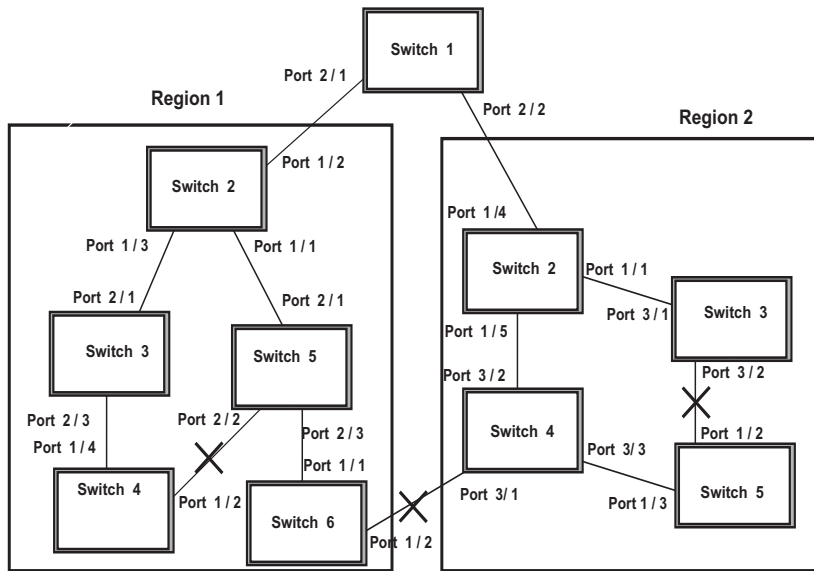 Switch 1
Port 2 / 1
Region 1
Port 2 / 2
Region 2
Port 1 / 2
Switch 2
Port 1 / 4
Port 1 / 3
Port 1 / 1
Switch 2
Port 1 / 1
Port 2 / 1
Port 2 / 1
Port 3 / 1
Switch 3
Port 1 / 5
Switch 3
Switch 5
Port 3 / 2
Port 3 / 2
Port 2 / 3
Port 2 / 2
Port 2 / 3
Switch 4
Port 1 / 2
Port 1 / 4
Port 3/ 3
Port 1 / 1
Switch 4
Port 3/ 1
Switch 5
Port 1 / 2
Port 1 / 3
Switch 6
Port 1 / 2